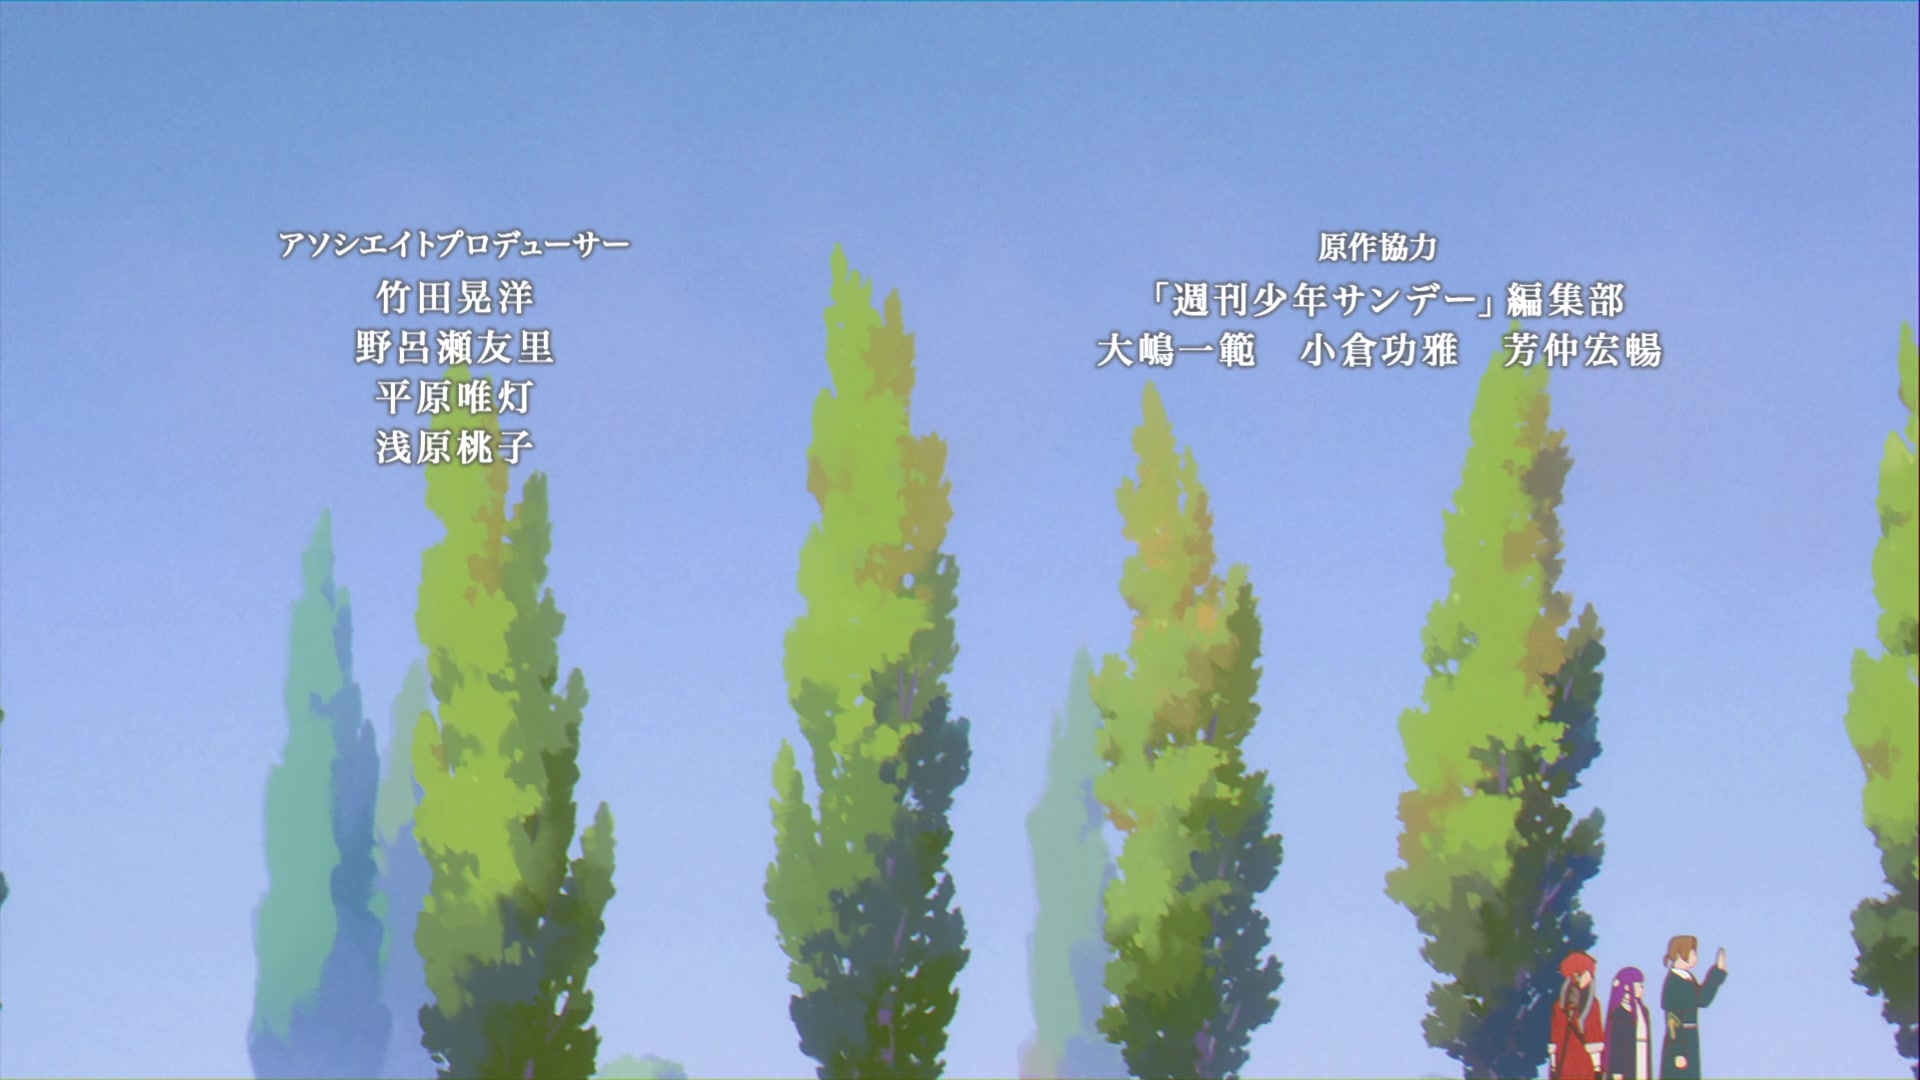 アソシエイトプロデューサー
竹田晃洋
野呂瀬友里
平原唯灯
浅原桃子
原作協力
「週刊少年サンデー」編集部
大嶋一範　小倉功雅　芳仲宏暢